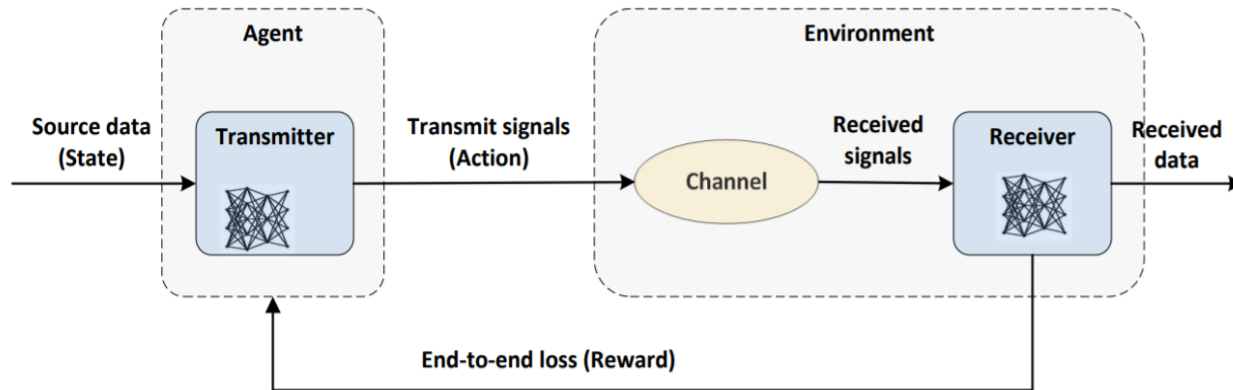 Agent
Environment
Source data
(State)
Transmitter
Transmit signals
(Action)
Channel
Received
signals
Receiver
Received
data
End-to-end loss (Reward)